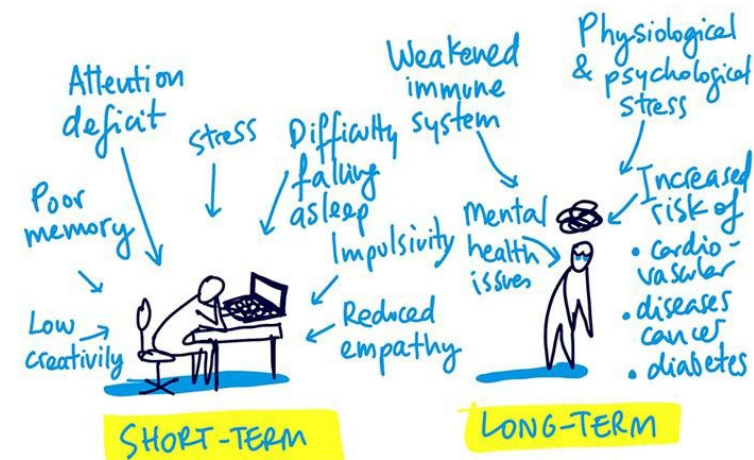 Attention
deficit
Stress
Difficulty
falling
asleep
Poor
memory
Impulsivity
Low
creativity
Reduced
empathy
SHORT-TERM
Weakened
immune
system
Physiological
& psychological
stress
Mental
health
issues
Increased
risk of
• cardio-
vascular
• diseases
cancer
• diabetes
LONG-TERM